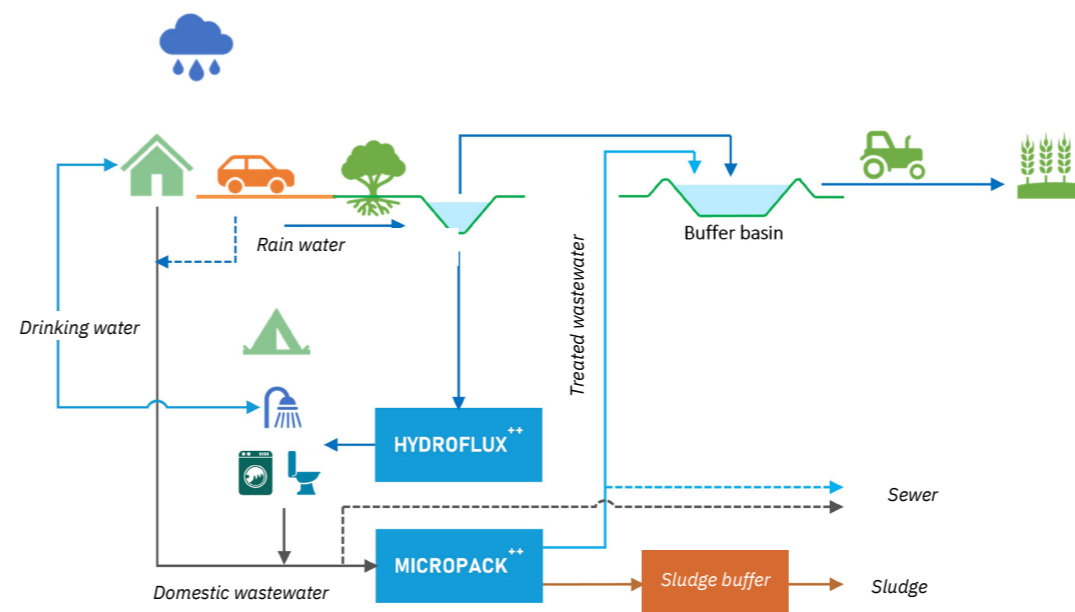 Rain water
Buffer basin
Drinking water
Treated wastewater
HYDROFLUX++
Sewer
MICROPACK++
Sludge buffer
Sludge
Domestic wastewater